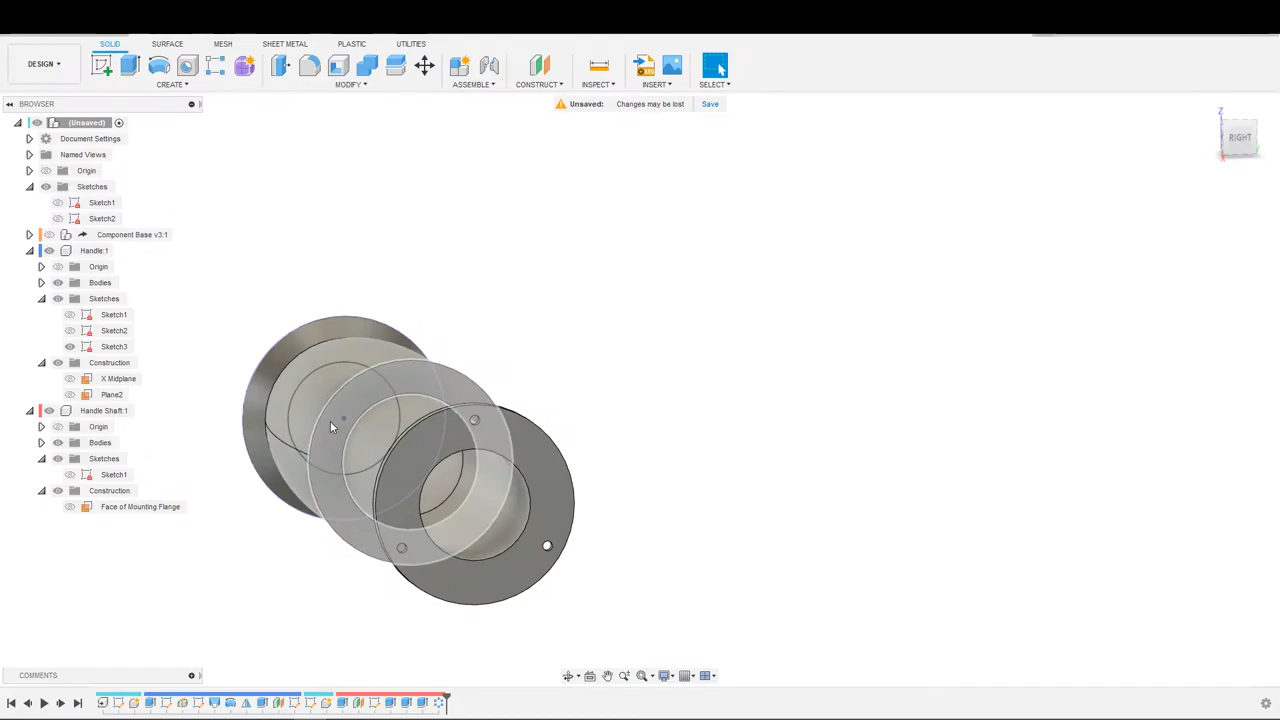 SOLID SURFACE MESH SHEET METAL PLASTIC UTILITIES
DESIGN
CREATE MODIFY ASSEMBLE CONSTRUCT INSPECT INSERT SELECT
BROWSER
Unsaved: Changes may be lost Save
(Unsaved)
Document Settings
Named Views
Origin
Sketches
Sketch1
Sketch2
Component Base v3:1
Handle:1
Origin
Bodies
Sketches
Sketch1
Sketch2
Sketch3
Construction
X Midplane
Plane2
Handle Shaft:1
Origin
Bodies
Sketches
Sketch1
Construction
Face of Mounting Flange
Z
RIGHT
X
COMMENTS